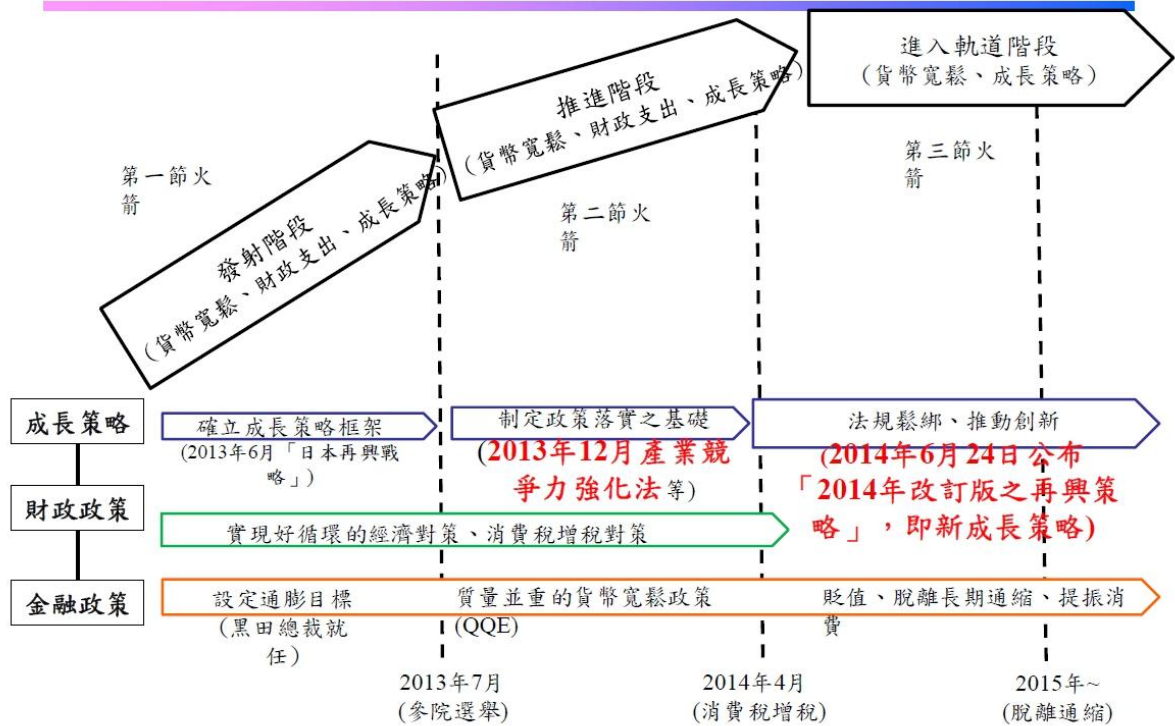 進入軌道階段
(貨幣寬鬆、成長策略)
推進階段
(貨幣寬鬆、財政支出、成長策略)
發射階段
(貨幣寬鬆、財政支出、成長策略)
第一節火
箭
第二節火
箭
第三節火
箭
成長策略
確立成長策略框架
(2013年6月「日本再興戰
略」)
制定政策落實之基礎
(2013年12月產業競
爭力強化法等)
法規鬆綁、推動創新
(2014年6月24日公布
「2014年改訂版之再興策
略」，即新成長策略)
財政政策
實現好循環的經濟對策、消費稅增稅對策
金融政策
設定通膨目標
(黑田總裁就
任)
質量並重的貨幣寬鬆政策
(QQE)
貶值、脫離長期通縮、提振消
費
2013年7月
(參院選舉)
2014年4月
(消費稅增稅)
2015年~
(脫離通縮)